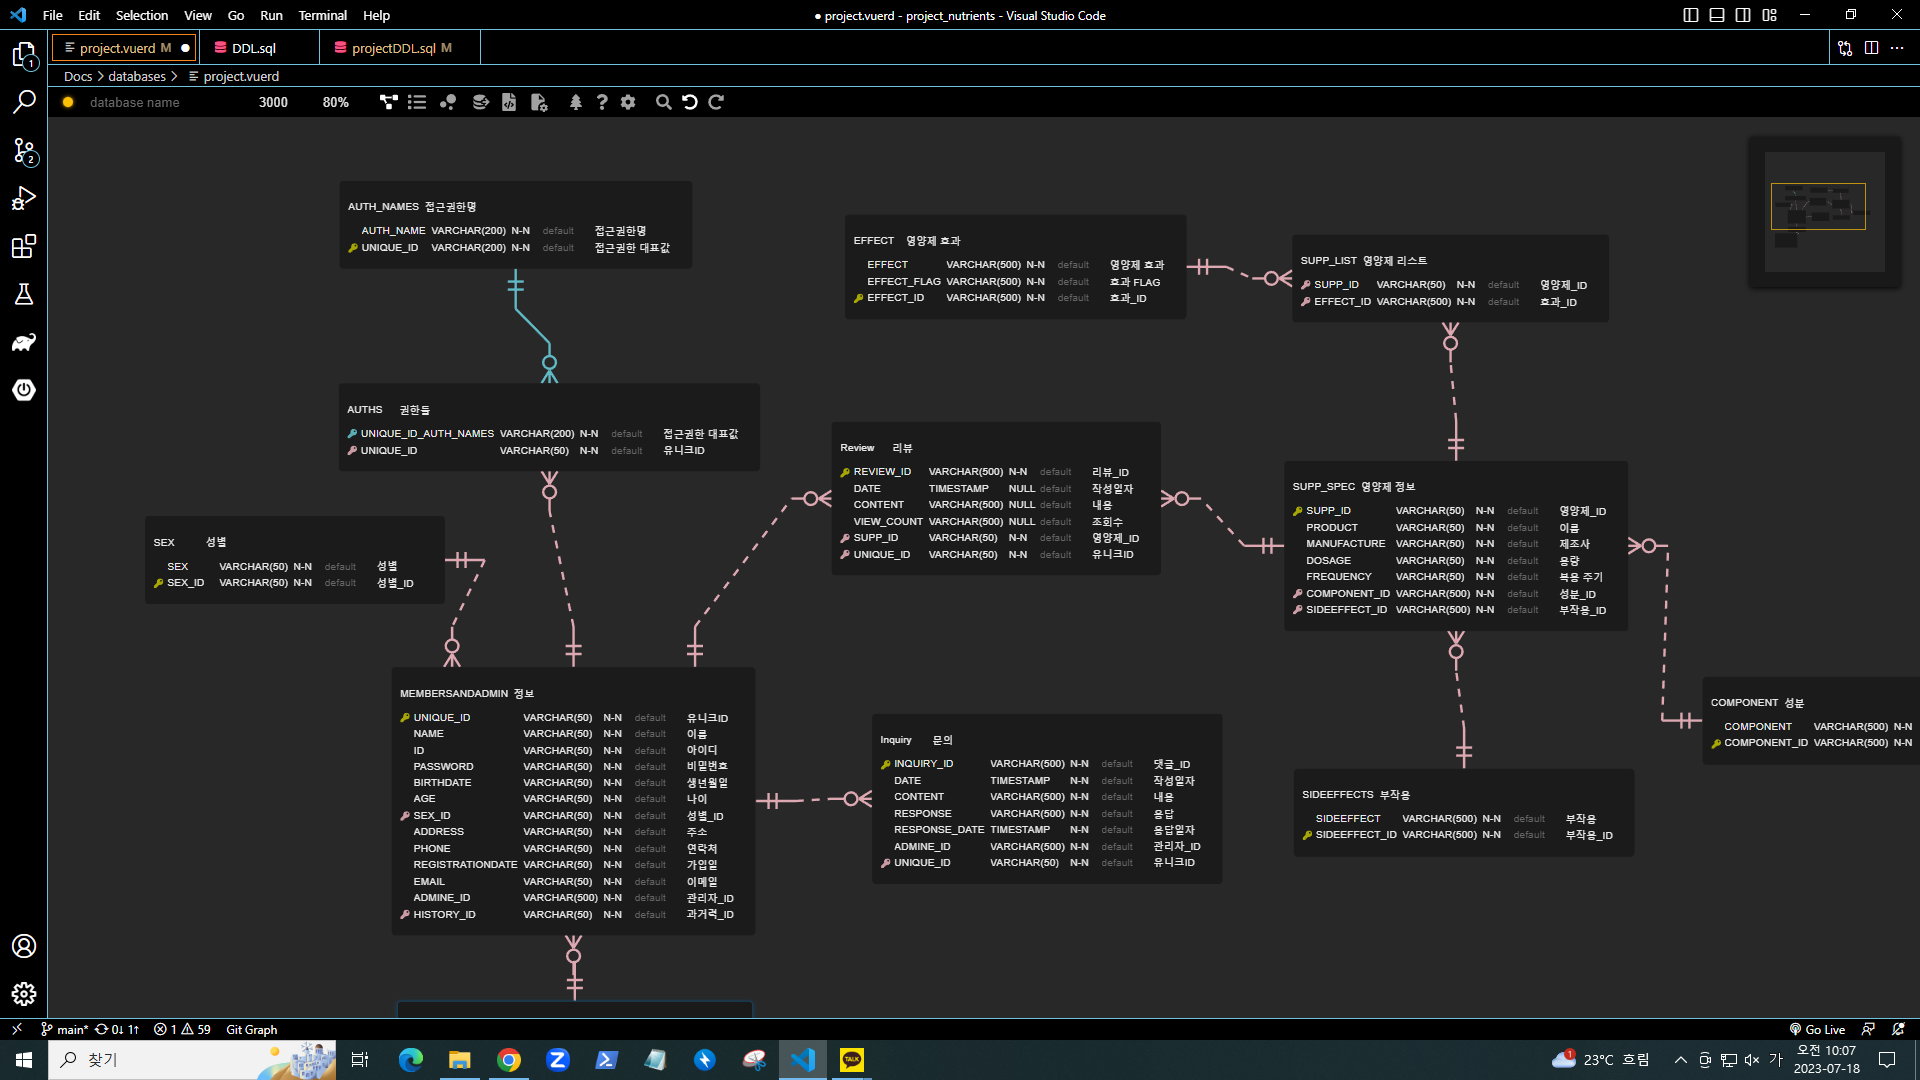 File Edit Selection View Go Run Terminal Help
● project.vuerd - project_nutrients - Visual Studio Code
project.vuerd M
DDL.sql
projectDDL.sql M
Docs > databases > project.vuerd
database name 3000 80%
AUTH_NAMES 접근권한명
AUTH_NAME VARCHAR(200) N-N default 접근권한명
UNIQUE_ID VARCHAR(200) N-N default 접근권한 대표값
EFFECT 영양제 효과
EFFECT VARCHAR(500) N-N default 영양제 효과
EFFECT_FLAG VARCHAR(500) N-N default 효과 FLAG
EFFECT_ID VARCHAR(500) N-N default 효과_ID
SUPP_LIST 영양제 리스트
SUPP_ID VARCHAR(50) N-N default 영양제_ID
EFFECT_ID VARCHAR(500) N-N default 효과_ID
AUTHS 권한들
UNIQUE_ID_AUTH_NAMES VARCHAR(200) N-N default 접근권한 대표값
UNIQUE_ID VARCHAR(50) N-N default 유니크ID
Review 리뷰
REVIEW_ID VARCHAR(500) N-N default 리뷰_ID
DATE TIMESTAMP NULL default 작성일자
CONTENT VARCHAR(500) NULL default 내용
VIEW_COUNT VARCHAR(500) NULL default 조회수
SUPP_ID VARCHAR(50) N-N default 영양제_ID
UNIQUE_ID VARCHAR(50) N-N default 유니크ID
SUPP_SPEC 영양제 정보
SUPP_ID VARCHAR(50) N-N default 영양제_ID
PRODUCT VARCHAR(50) N-N default 이름
MANUFACTURE VARCHAR(50) N-N default 제조사
DOSAGE VARCHAR(50) N-N default 용량
FREQUENCY VARCHAR(50) N-N default 복용 주기
COMPONENT_ID VARCHAR(500) N-N default 성분_ID
SIDEEFFECT_ID VARCHAR(500) N-N default 부작용_ID
SEX 성별
SEX VARCHAR(50) N-N default 성별
SEX_ID VARCHAR(50) N-N default 성별_ID
MEMBERSANDADMIN 정보
UNIQUE_ID VARCHAR(50) N-N default 유니크ID
NAME VARCHAR(50) N-N default 이름
ID VARCHAR(50) N-N default 아이디
PASSWORD VARCHAR(50) N-N default 비밀번호
BIRTHDATE VARCHAR(50) N-N default 생년월일
AGE VARCHAR(50) N-N default 나이
SEX_ID VARCHAR(50) N-N default 성별_ID
ADDRESS VARCHAR(50) N-N default 주소
PHONE VARCHAR(50) N-N default 연락처
REGISTRATIONDATE VARCHAR(50) N-N default 가입일
EMAIL VARCHAR(50) N-N default 이메일
ADMINE_ID VARCHAR(500) N-N default 관리자_ID
HISTORY_ID VARCHAR(50) N-N default 과거력_ID
Inquiry 문의
INQUIRY_ID VARCHAR(500) N-N default 댓글_ID
DATE TIMESTAMP N-N default 작성일자
CONTENT VARCHAR(500) N-N default 내용
RESPONSE VARCHAR(500) N-N default 응답
RESPONSE_DATE TIMESTAMP N-N default 응답일자
ADMINE_ID VARCHAR(500) N-N default 관리자_ID
UNIQUE_ID VARCHAR(50) N-N default 유니크ID
COMPONENT 성분
COMPONENT VARCHAR(500) N-N
COMPONENT_ID VARCHAR(500) N-N
SIDEEFFECTS 부작용
SIDEEFFECT VARCHAR(500) N-N default 부작용
SIDEEFFECT_ID VARCHAR(500) N-N default 부작용_ID
main* 0↓ 1↑ 1 59 Git Graph Go Live
찾기
TALK
1 23°C 흐림 가 오전 10:07
2023-07-18